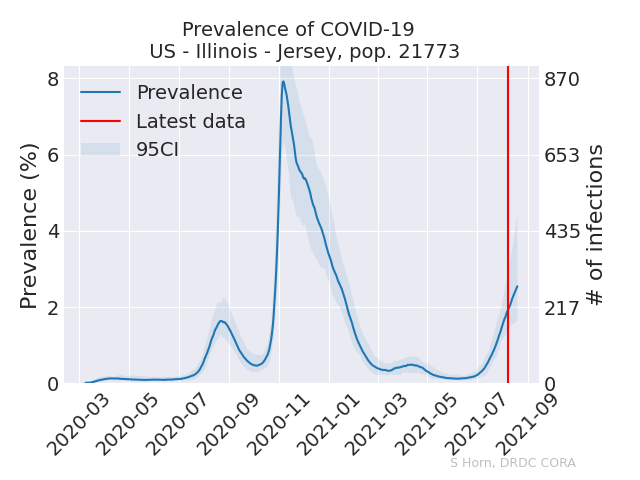 Prevalence of COVID-19
US - Illinois - Jersey, pop. 21773
Prevalence
Latest data
95CI
Prevalence (%)
8
6
4
2
0
870
653
435
217
0
# of infections
2020-03
2020-05
2020-07
2020-09
2020-11
2021-01
2021-03
2021-05
2021-07
2021-09
S Horn, DRDC CORA